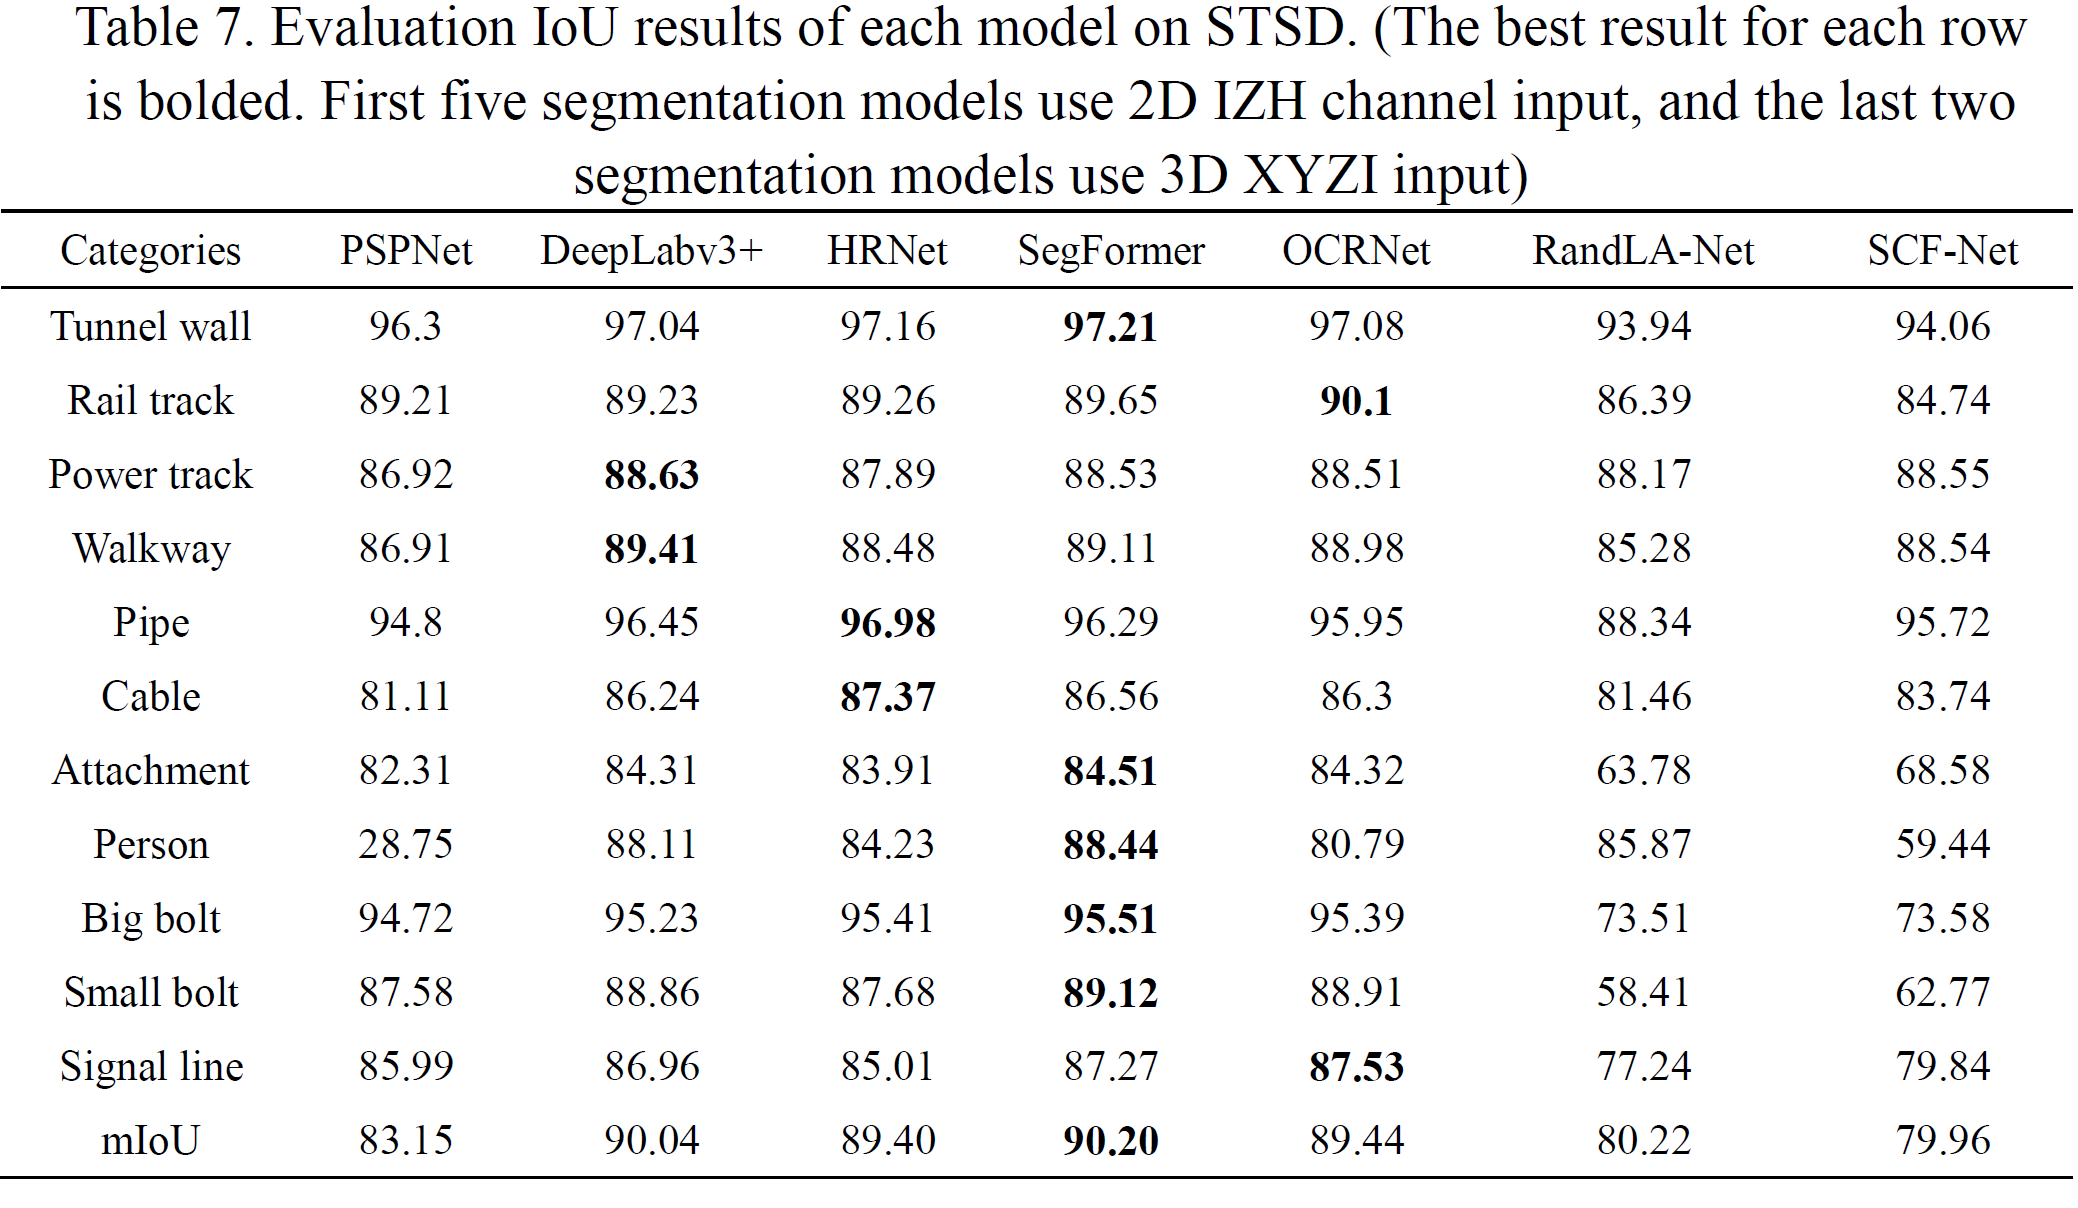 Table 7. Evaluation IoU results of each model on STSD. (The best result for each row
is bolded. First five segmentation models use 2D IZH channel input, and the last two
segmentation models use 3D XYZI input)
Categories PSPNet DeepLabv3+ HRNet SegFormer OCRNet RandLA-Net SCF-Net
Tunnel wall 96.3 97.04 97.16 97.21 97.08 93.94 94.06
Rail track 89.21 89.23 89.26 89.65 90.1 86.39 84.74
Power track 86.92 88.63 87.89 88.53 88.51 88.17 88.55
Walkway 86.91 89.41 88.48 89.11 88.98 85.28 88.54
Pipe 94.8 96.45 96.98 96.29 95.95 88.34 95.72
Cable 81.11 86.24 87.37 86.56 86.3 81.46 83.74
Attachment 82.31 84.31 83.91 84.51 84.32 63.78 68.58
Person 28.75 88.11 84.23 88.44 80.79 85.87 59.44
Big bolt 94.72 95.23 95.41 95.51 95.39 73.51 73.58
Small bolt 87.58 88.86 87.68 89.12 88.91 58.41 62.77
Signal line 85.99 86.96 85.01 87.27 87.53 77.24 79.84
mIoU 83.15 90.04 89.40 90.20 89.44 80.22 79.96